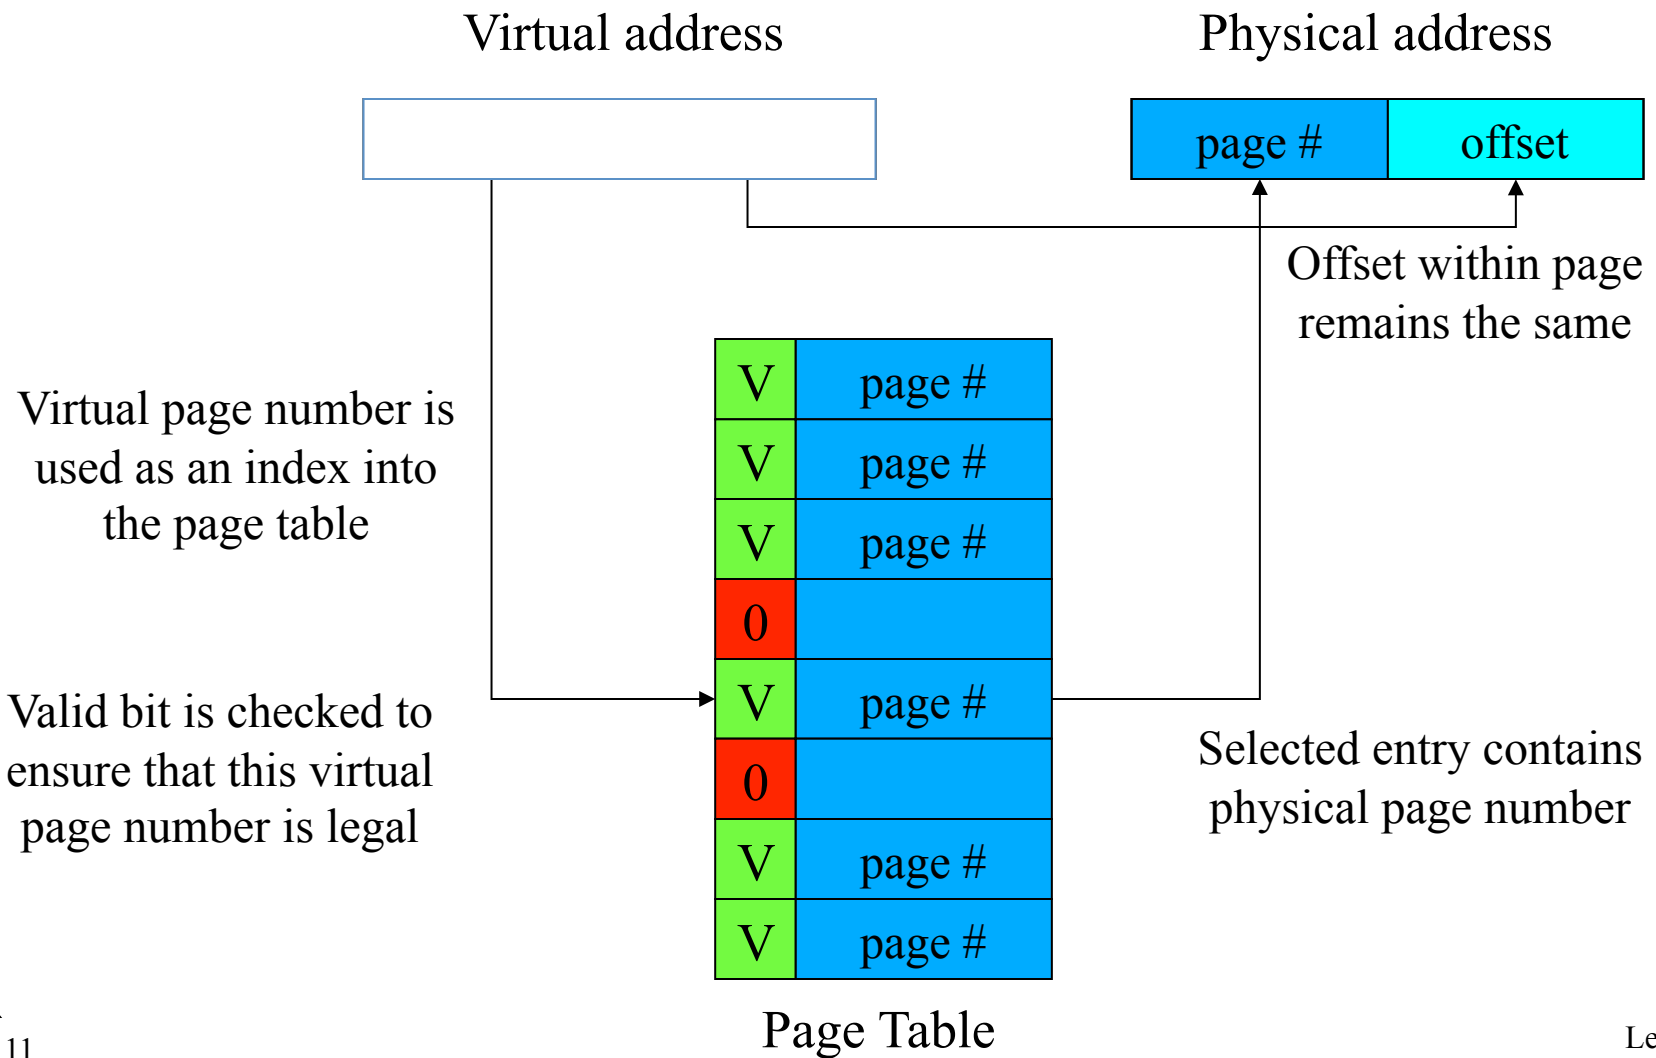 Virtual address
Physical address
page #
offset
Offset within page
remains the same
Virtual page number is
used as an index into
the page table
Valid bit is checked to
ensure that this virtual
page number is legal
V page #
V page #
V page #
0
V page #
0
V page #
V page #
Selected entry contains
physical page number
Page Table
11